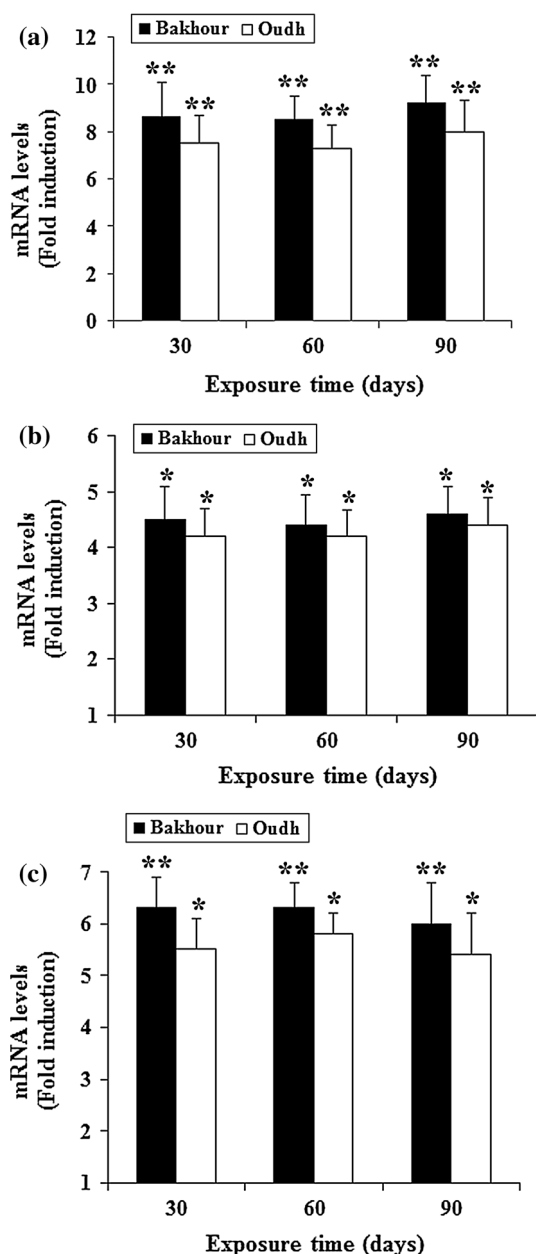 (a)
Bakhour Oudh
12
10
8
6
4
2
0
** ** ** ** ** **
mRNA levels
(Fold induction)
30 60 90
Exposure time (days)
(b)
Bakhour Oudh
6
5
4
3
2
1
* * * * * *
mRNA levels
(Fold induction)
30 60 90
Exposure time (days)
Bakhour Oudh
(c)
7
6
5
4
3
2
1
** * ** * ** *
mRNA levels
(Fold induction)
30 60 90
Exposure time (days)